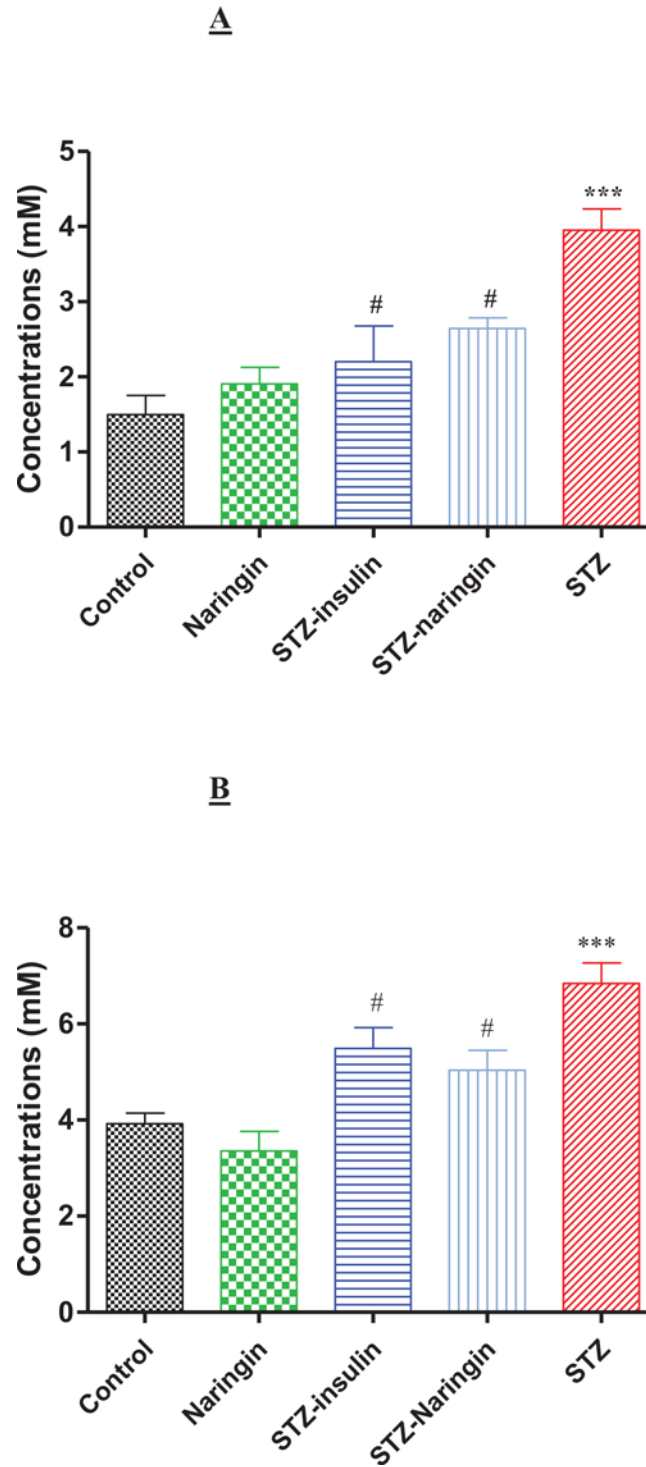 A
Concentrations (mM)
5
4
3
2
1
0
#
#
***
Control
Naringin
STZ-insulin
STZ-naringin
STZ
B
Concentrations (mM)
8
6
4
2
0
#
#
***
Control
Naringin
STZ-insulin
STZ-Naringin
STZ